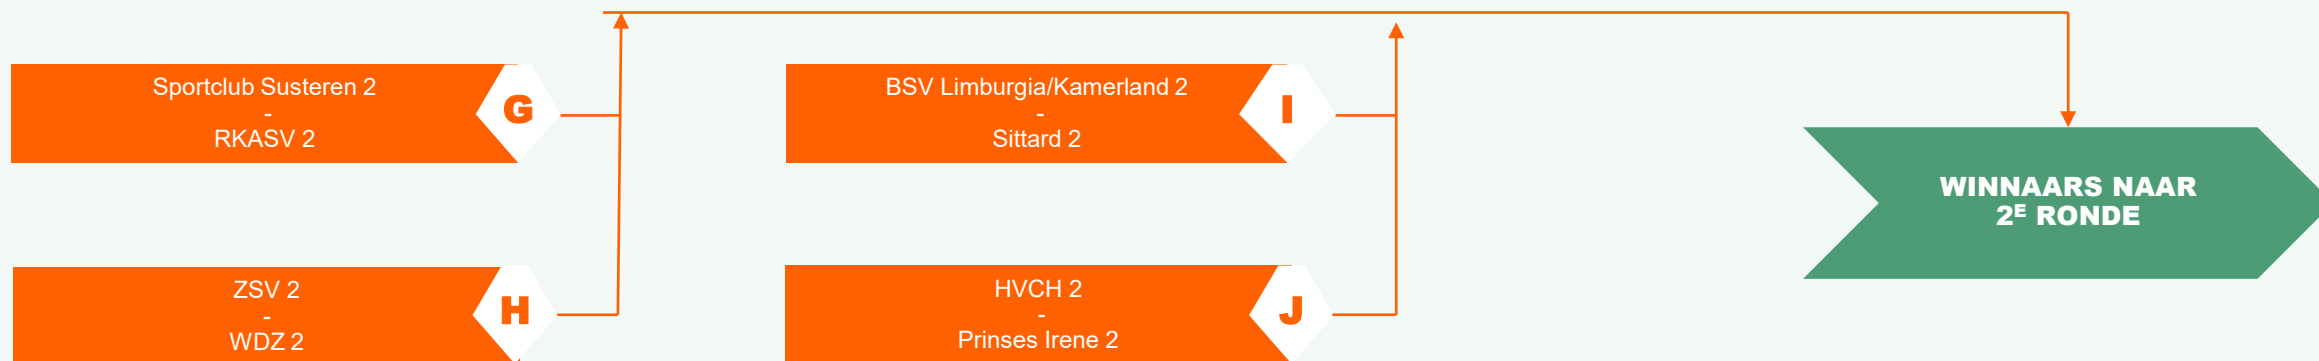 Sportclub Susteren 2
-
RKASV 2
G
BSV Limburgia/Kamerland 2
-
Sittard 2
I
WINNAARS NAAR
2E RONDE
ZSV 2
-
WDZ 2
H
HVCH 2
-
Prinses Irene 2
J